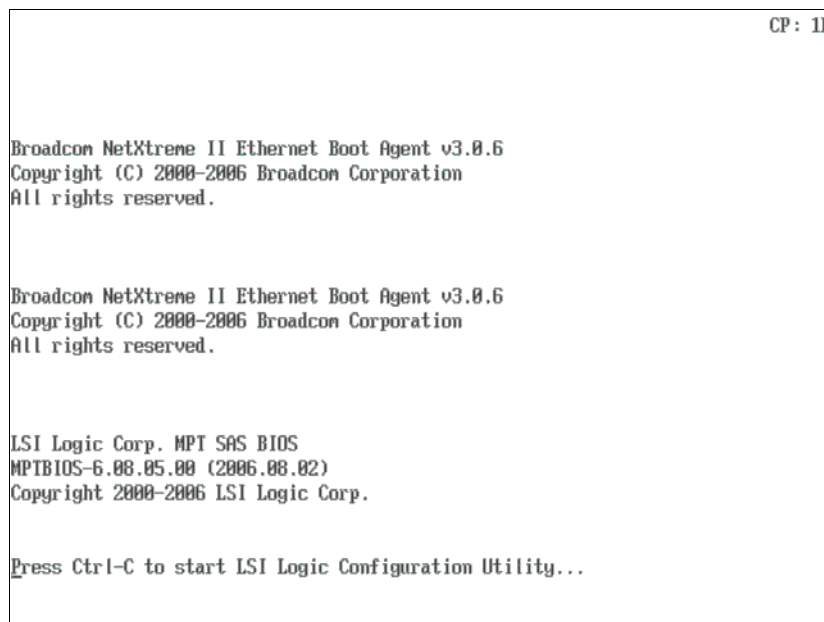 CP: 1
Broadcom NetXtreme II Ethernet Boot Agent v3.0.6
Copyright (C) 2000-2006 Broadcom Corporation
All rights reserved.
Broadcom NetXtreme II Ethernet Boot Agent v3.0.6
Copyright (C) 2000-2006 Broadcom Corporation
All rights reserved.
LSI Logic Corp. MPT SAS BIOS
MPTBIOS-6.08.05.00 (2006.08.02)
Copyright 2000-2006 LSI Logic Corp.
Press Ctrl-C to start LSI Logic Configuration Utility...